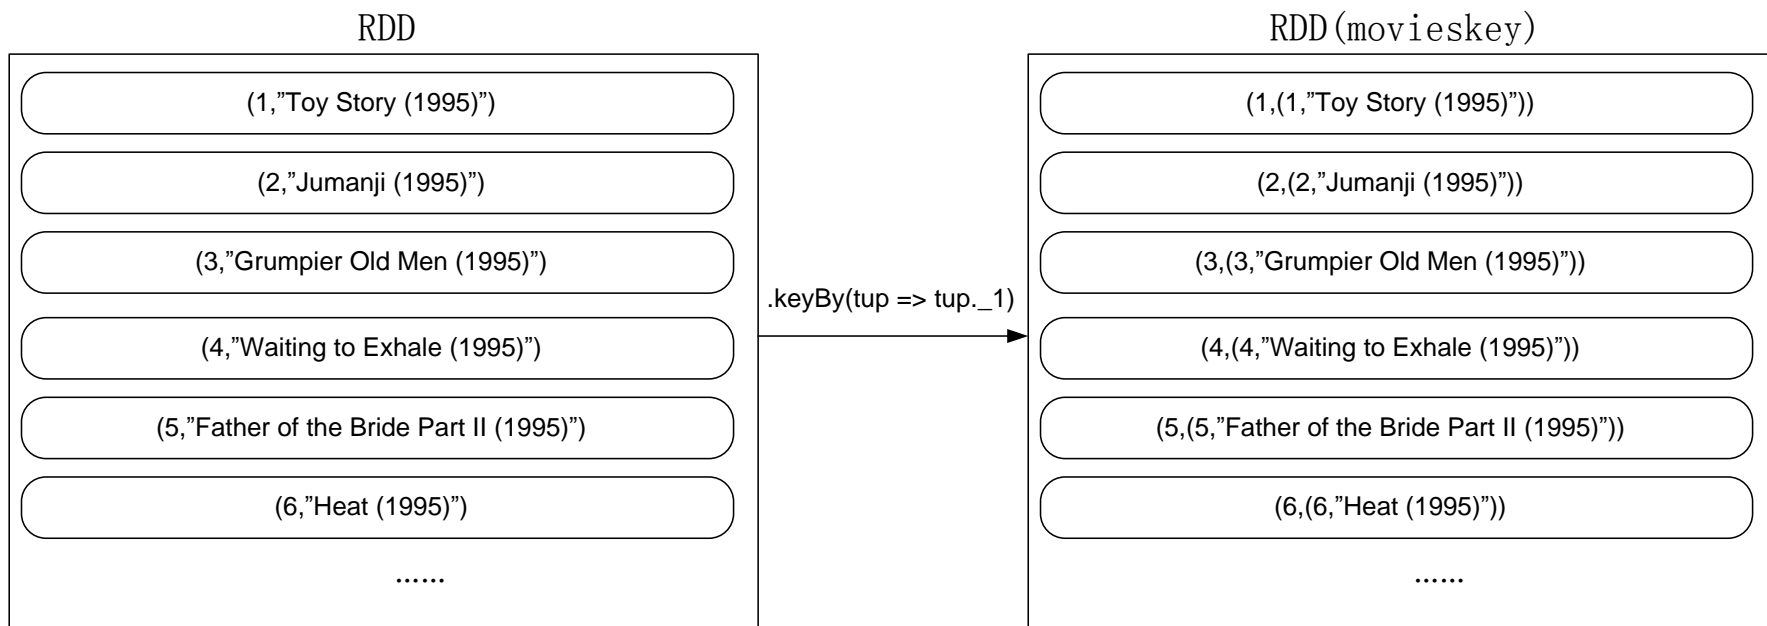 RDD
(1,”Toy Story (1995)”)
(2,”Jumanji (1995)”)
(3,”Grumpier Old Men (1995)”)
(4,”Waiting to Exhale (1995)”)
(5,”Father of the Bride Part II (1995)”)
(6,”Heat (1995)”)
……
.keyBy(tup => tup._1)
RDD(movieskey)
(1,(1,”Toy Story (1995)”))
(2,(2,”Jumanji (1995)”))
(3,(3,”Grumpier Old Men (1995)”))
(4,(4,”Waiting to Exhale (1995)”))
(5,(5,”Father of the Bride Part II (1995)”))
(6,(6,”Heat (1995)”))
……